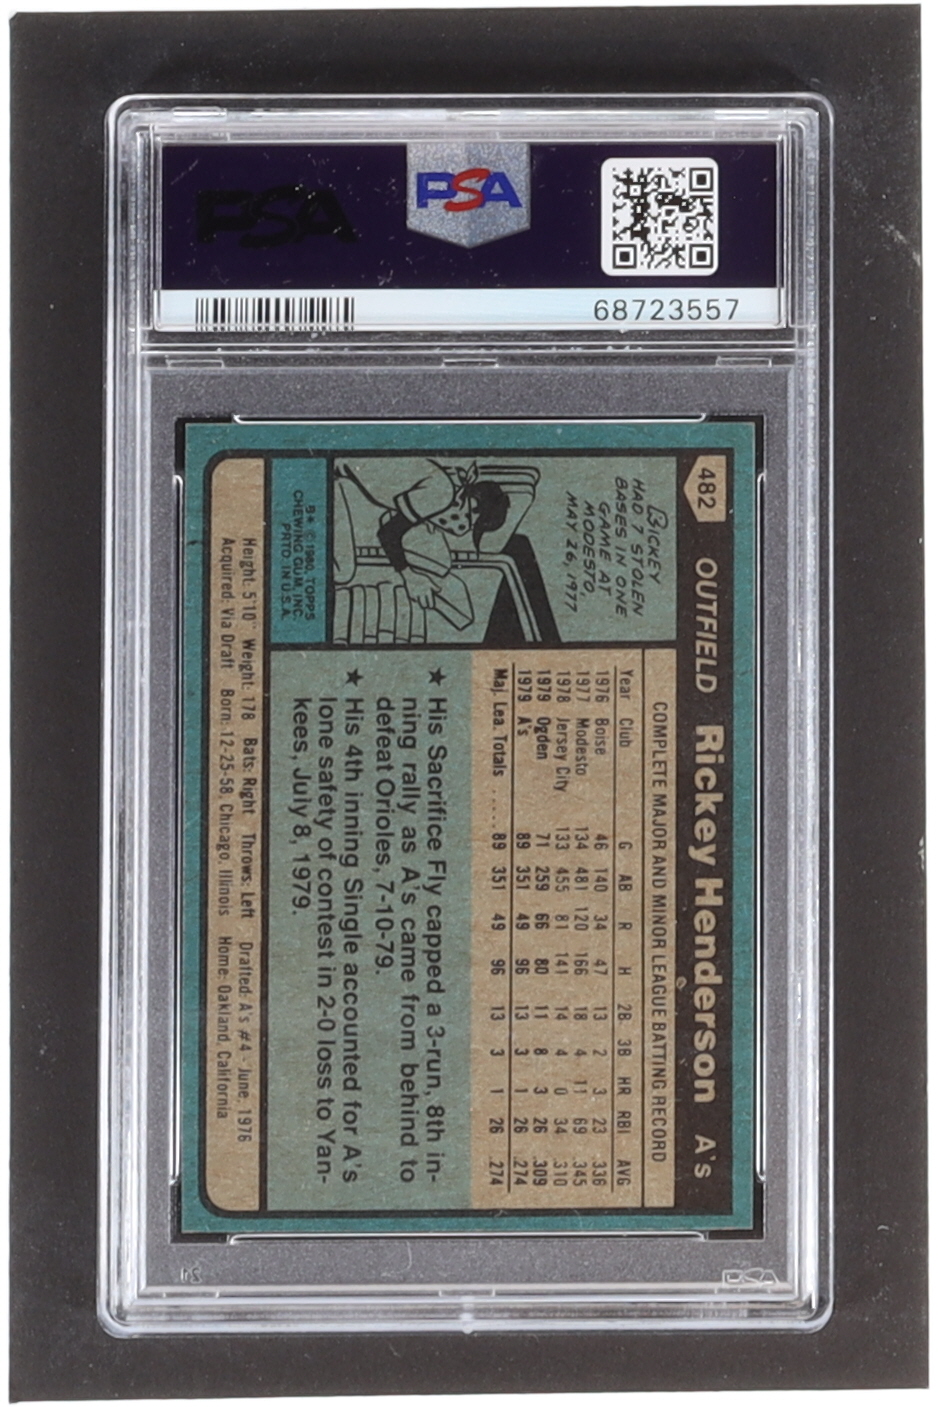 PSA
PSA
68723557
482 OUTFIELD Rickey Henderson A's
RICKEY
HAD 7 STOLEN
BASES IN ONE
GAME AT
MODESTO,
MAY 26, 1977
B* © 1980, TOPPS
CHEWING GUM, INC.
PRTD. IN U.S.A.
COMPLETE MAJOR AND MINOR LEAGUE BATTING RECORD
Year Club G AB R H 2B 3B HR RBI AVG
1976 Boise 46 140 34 47 13 2 3 23 .336
1977 Modesto 134 481 120 166 18 4 11 69 .345
1978 Jersey City 133 455 81 141 14 4 0 34 .310
1979 Ogden 71 259 66 80 11 8 3 26 .309
1979 A's 89 351 49 96 13 3 1 26 .274
Maj. Lea. Totals ..... 89 351 49 96 13 3 1 26 .274
★ His Sacrifice Fly capped a 3-run, 8th in-
ning rally as A's came from behind to
defeat Orioles, 7-10-79.
★ His 4th inning Single accounted for A's
lone safety of contest in 2-0 loss to Yan-
kees, July 8, 1979.
Height: 5'10" Weight: 178 Bats: Right Throws: Left Drafted: A's #4 - June, 1976
Acquired: Via Draft Born: 12-25-58, Chicago, Illinois Home: Oakland, California
PSA